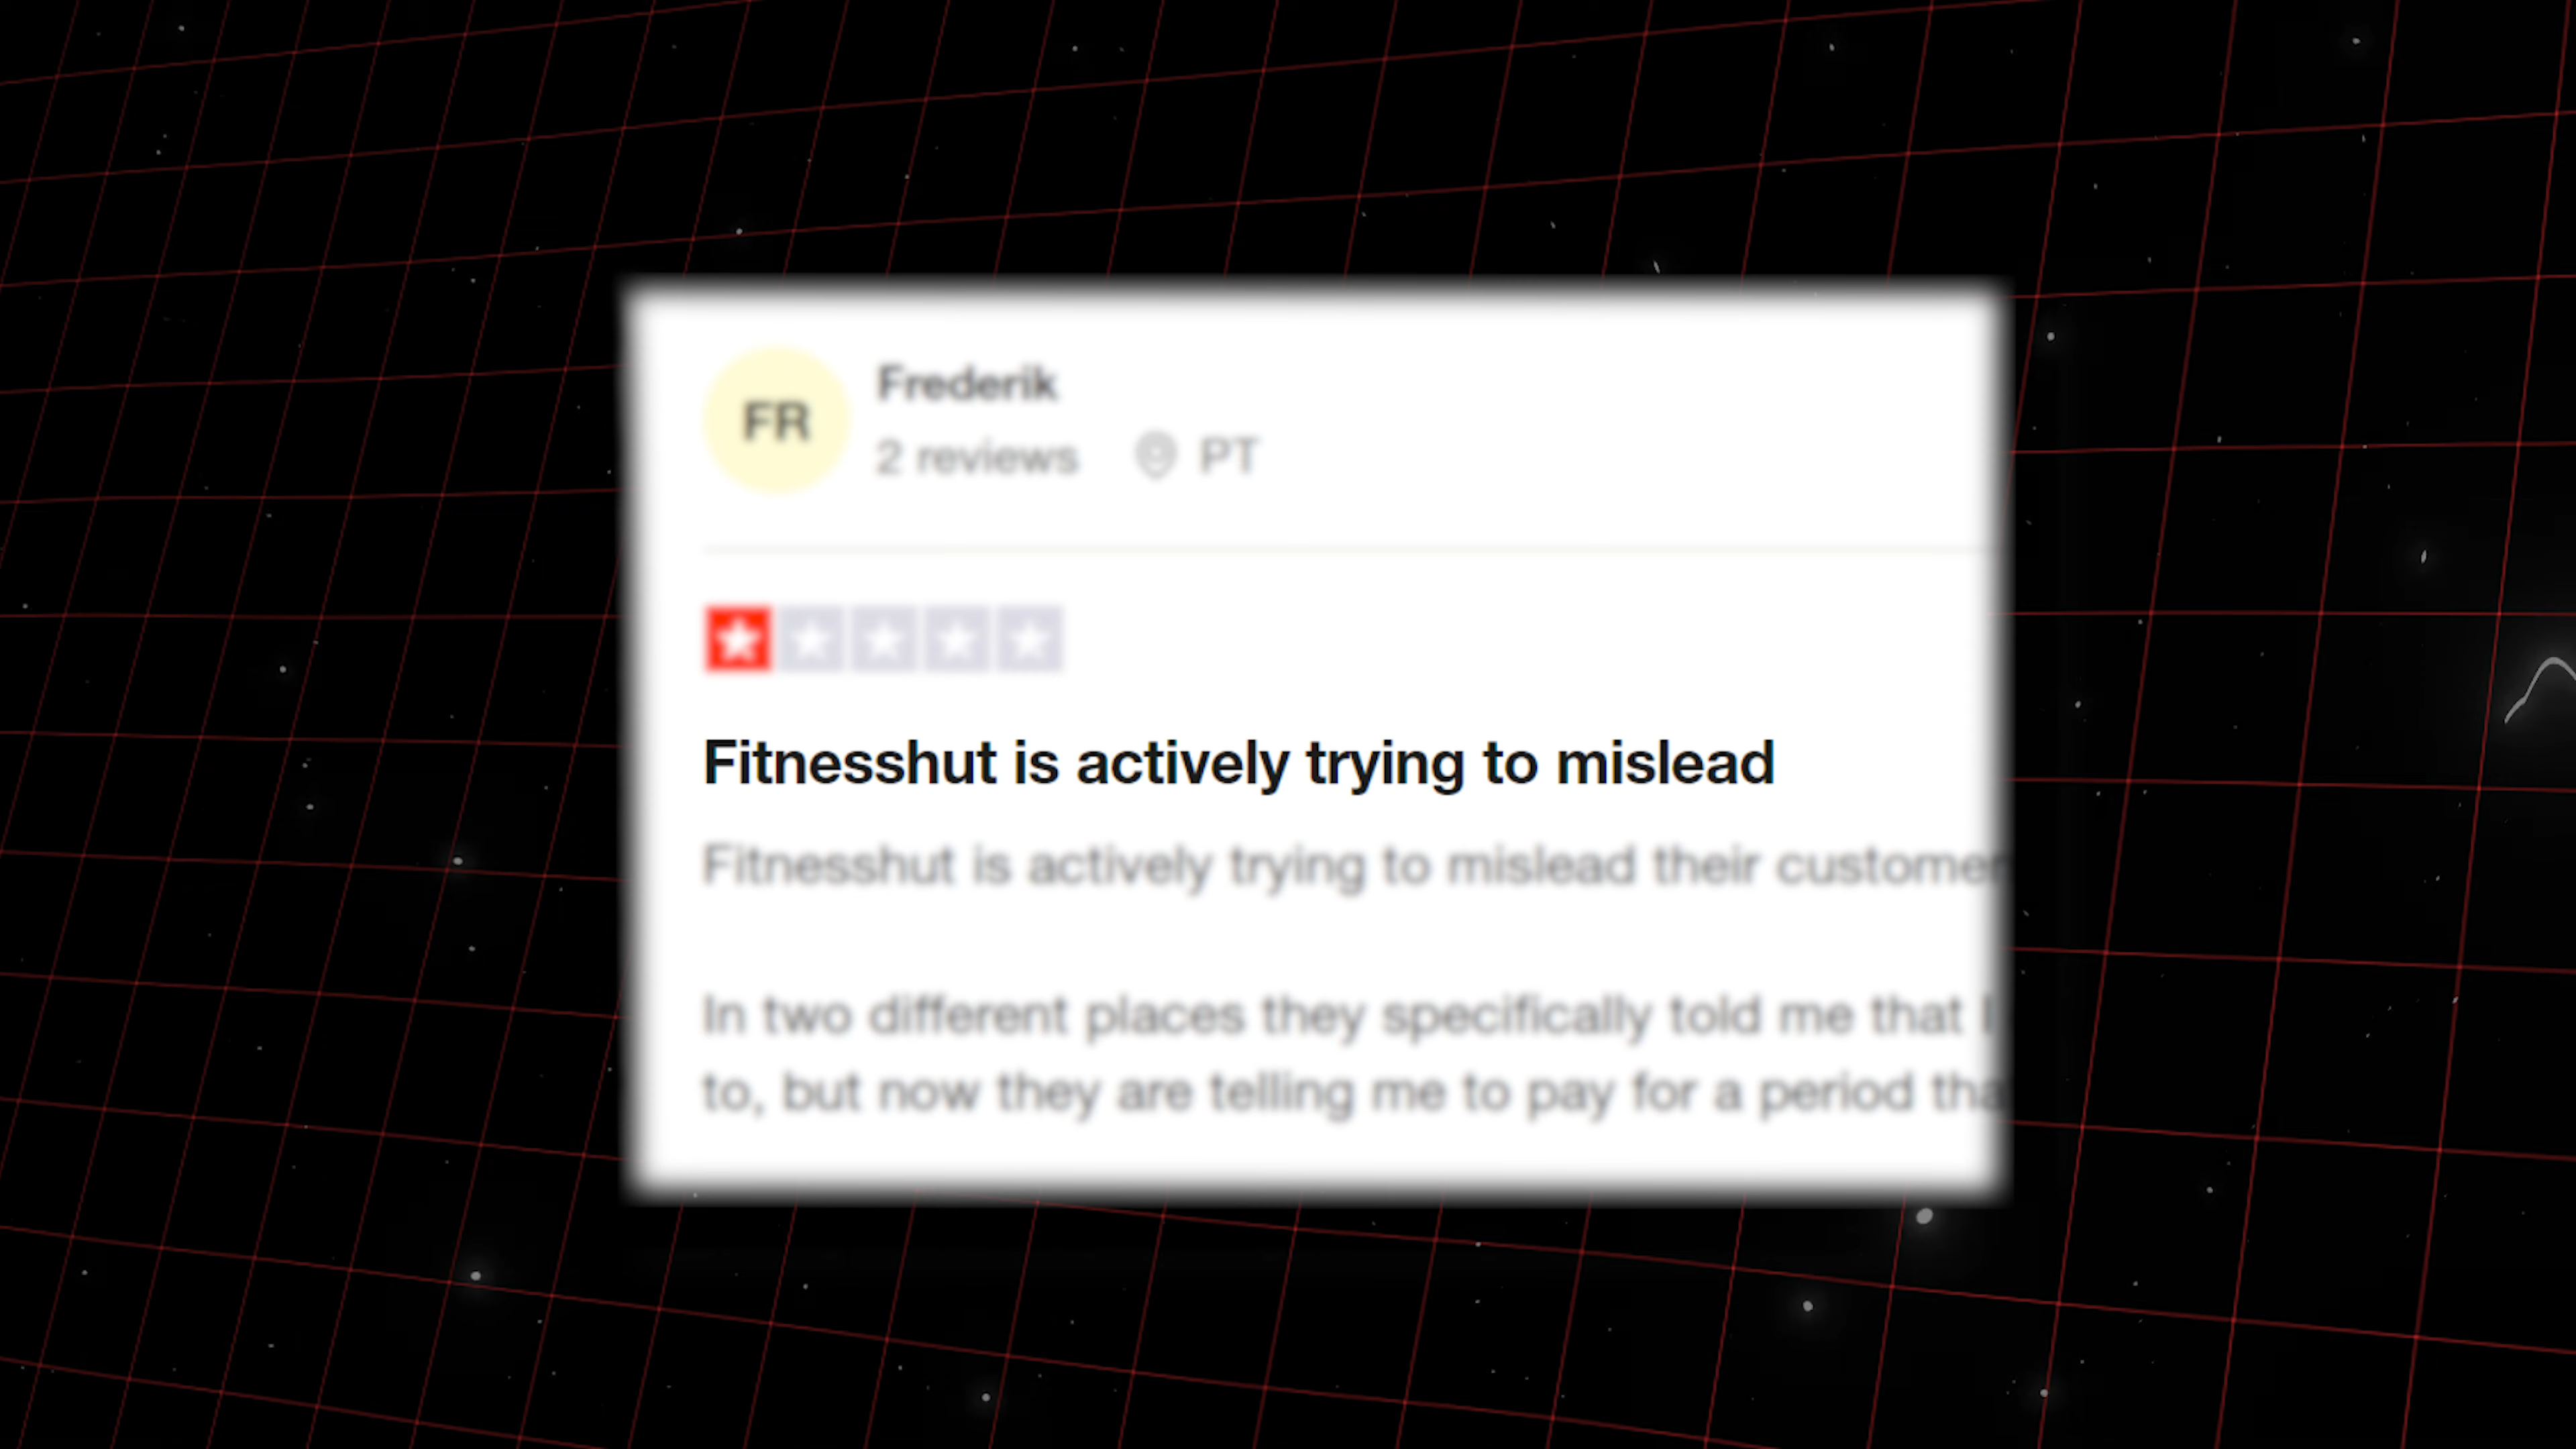 FR
Frederik
2 reviews PT
Fitnesshut is actively trying to mislead
Fitnesshut is actively trying to mislead their customer
In two different places they specifically told me that I
to, but now they are telling me to pay for a period tha